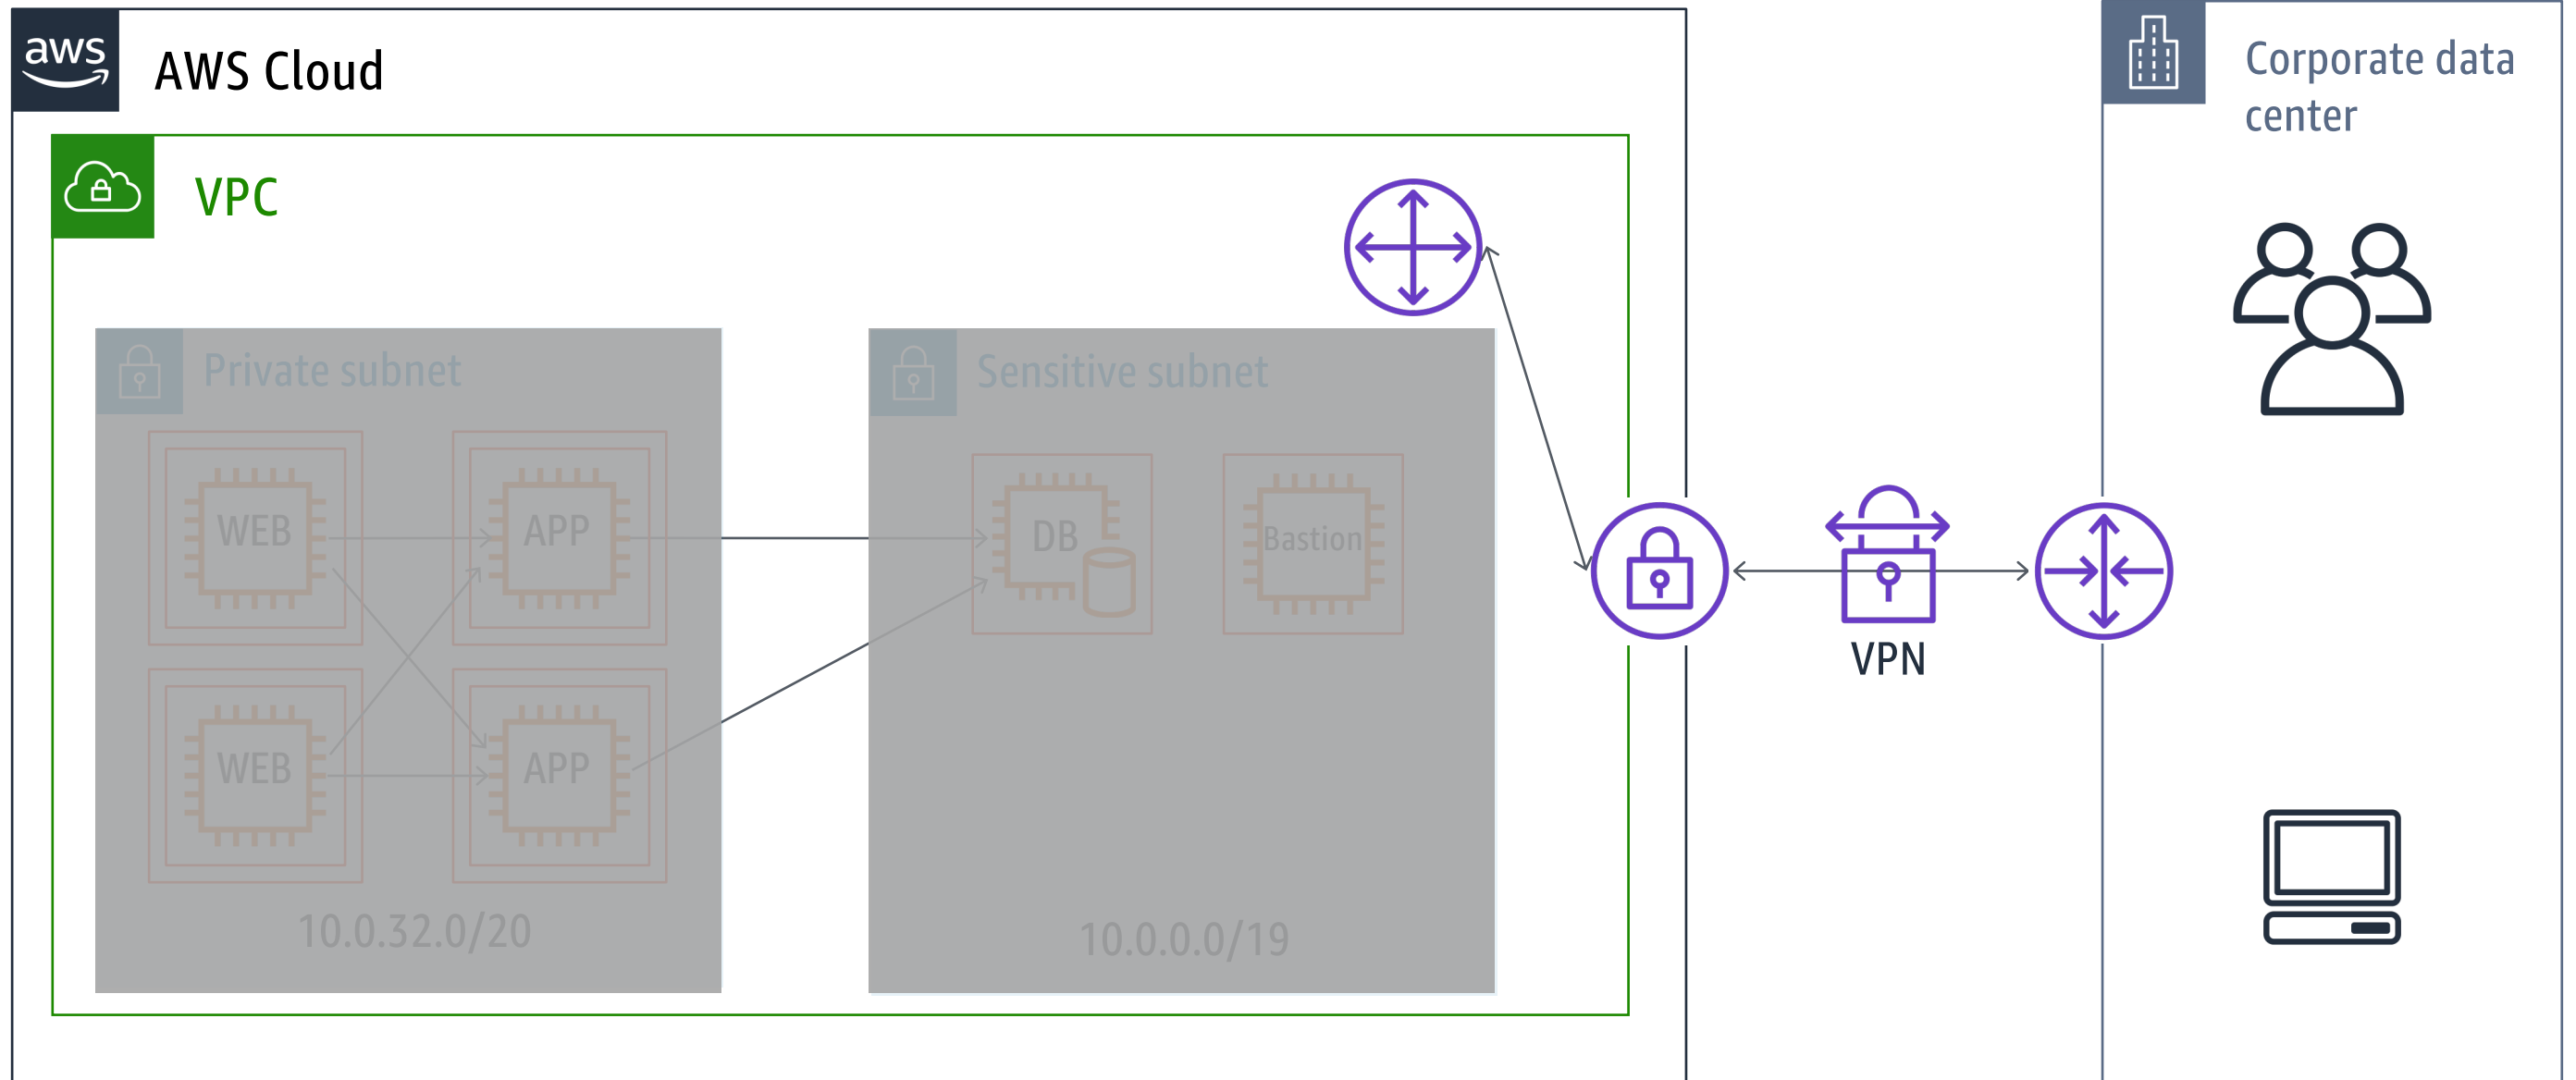 aws
AWS Cloud
VPC
Private subnet
WEB
APP
WEB
APP
10.0.32.0/20
Sensitive subnet
DB
Bastion
10.0.0.0/19
VPN
Corporate data
center